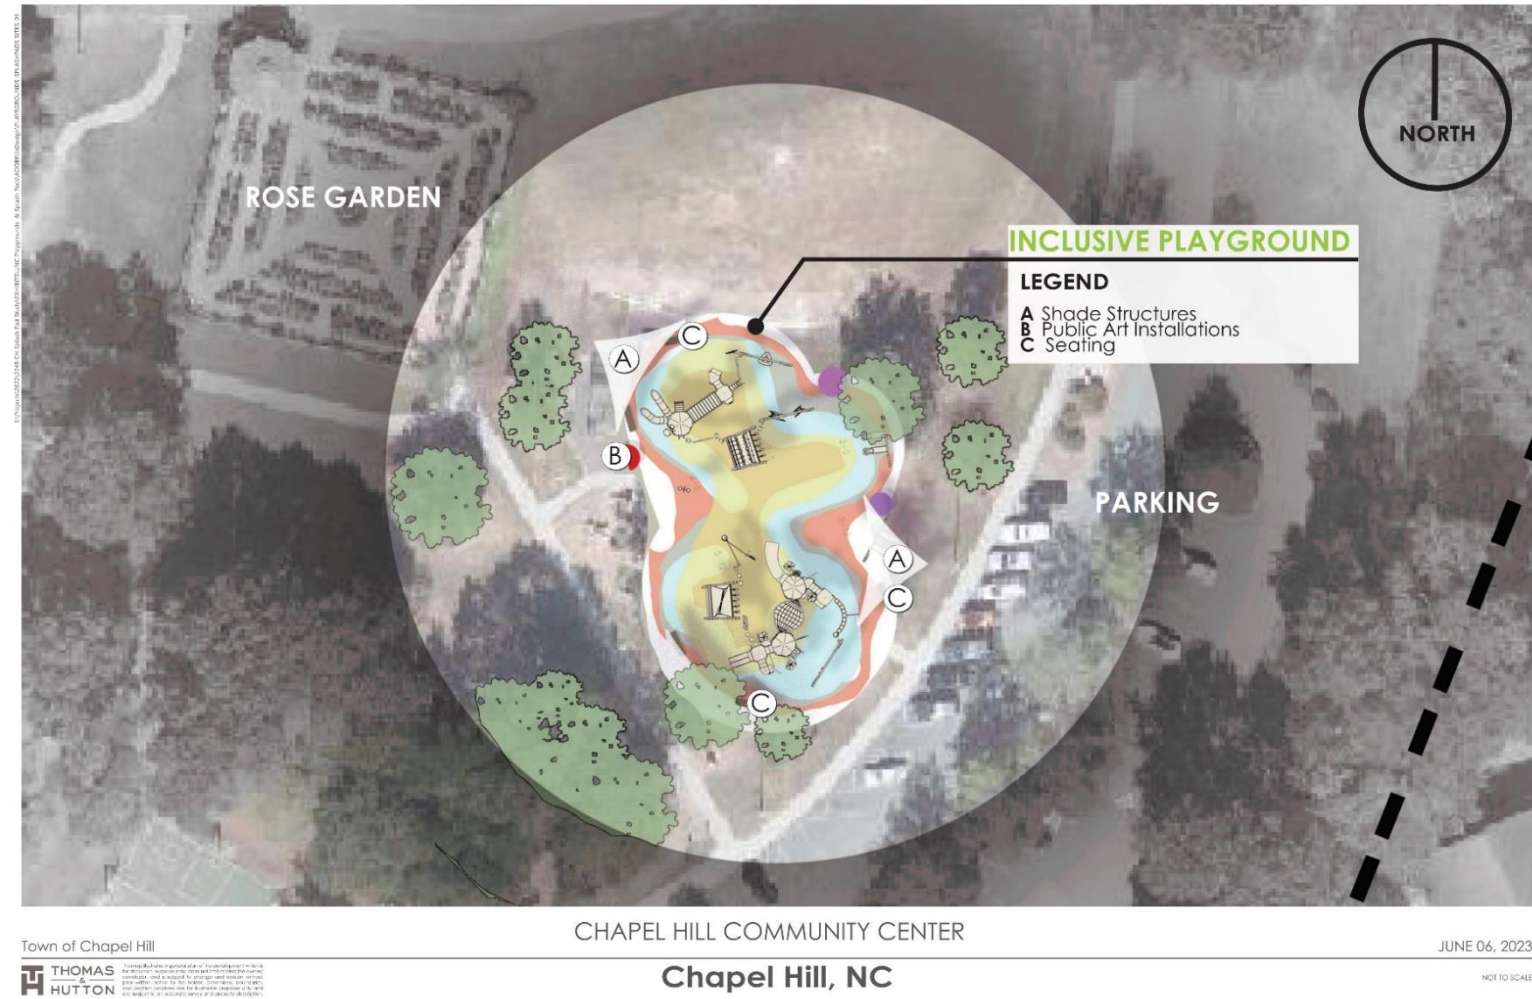 NORTH
ROSE GARDEN
INCLUSIVE PLAYGROUND
LEGEND
A Shade Structures
B Public Art Installations
C Seating
A
C
B
PARKING
A
C
C
CHAPEL HILL COMMUNITY CENTER
Town of Chapel Hill
JUNE 06, 2023
THOMAS
&
HUTTON
Chapel Hill, NC
NOT TO SCALE